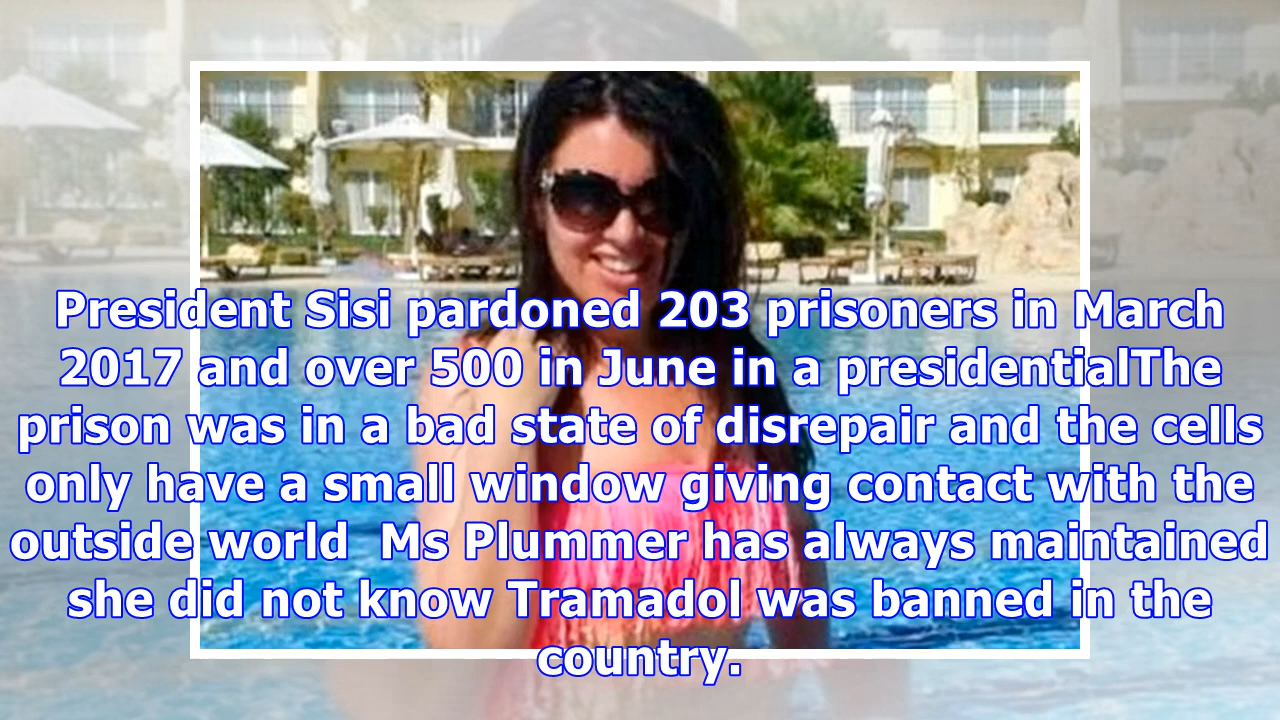 President Sisi pardoned 203 prisoners in March
2017 and over 500 in June in a presidentialThe
prison was in a bad state of disrepair and the cells
only have a small window giving contact with the
outside world  Ms Plummer has always maintained
she did not know Tramadol was banned in the
country.